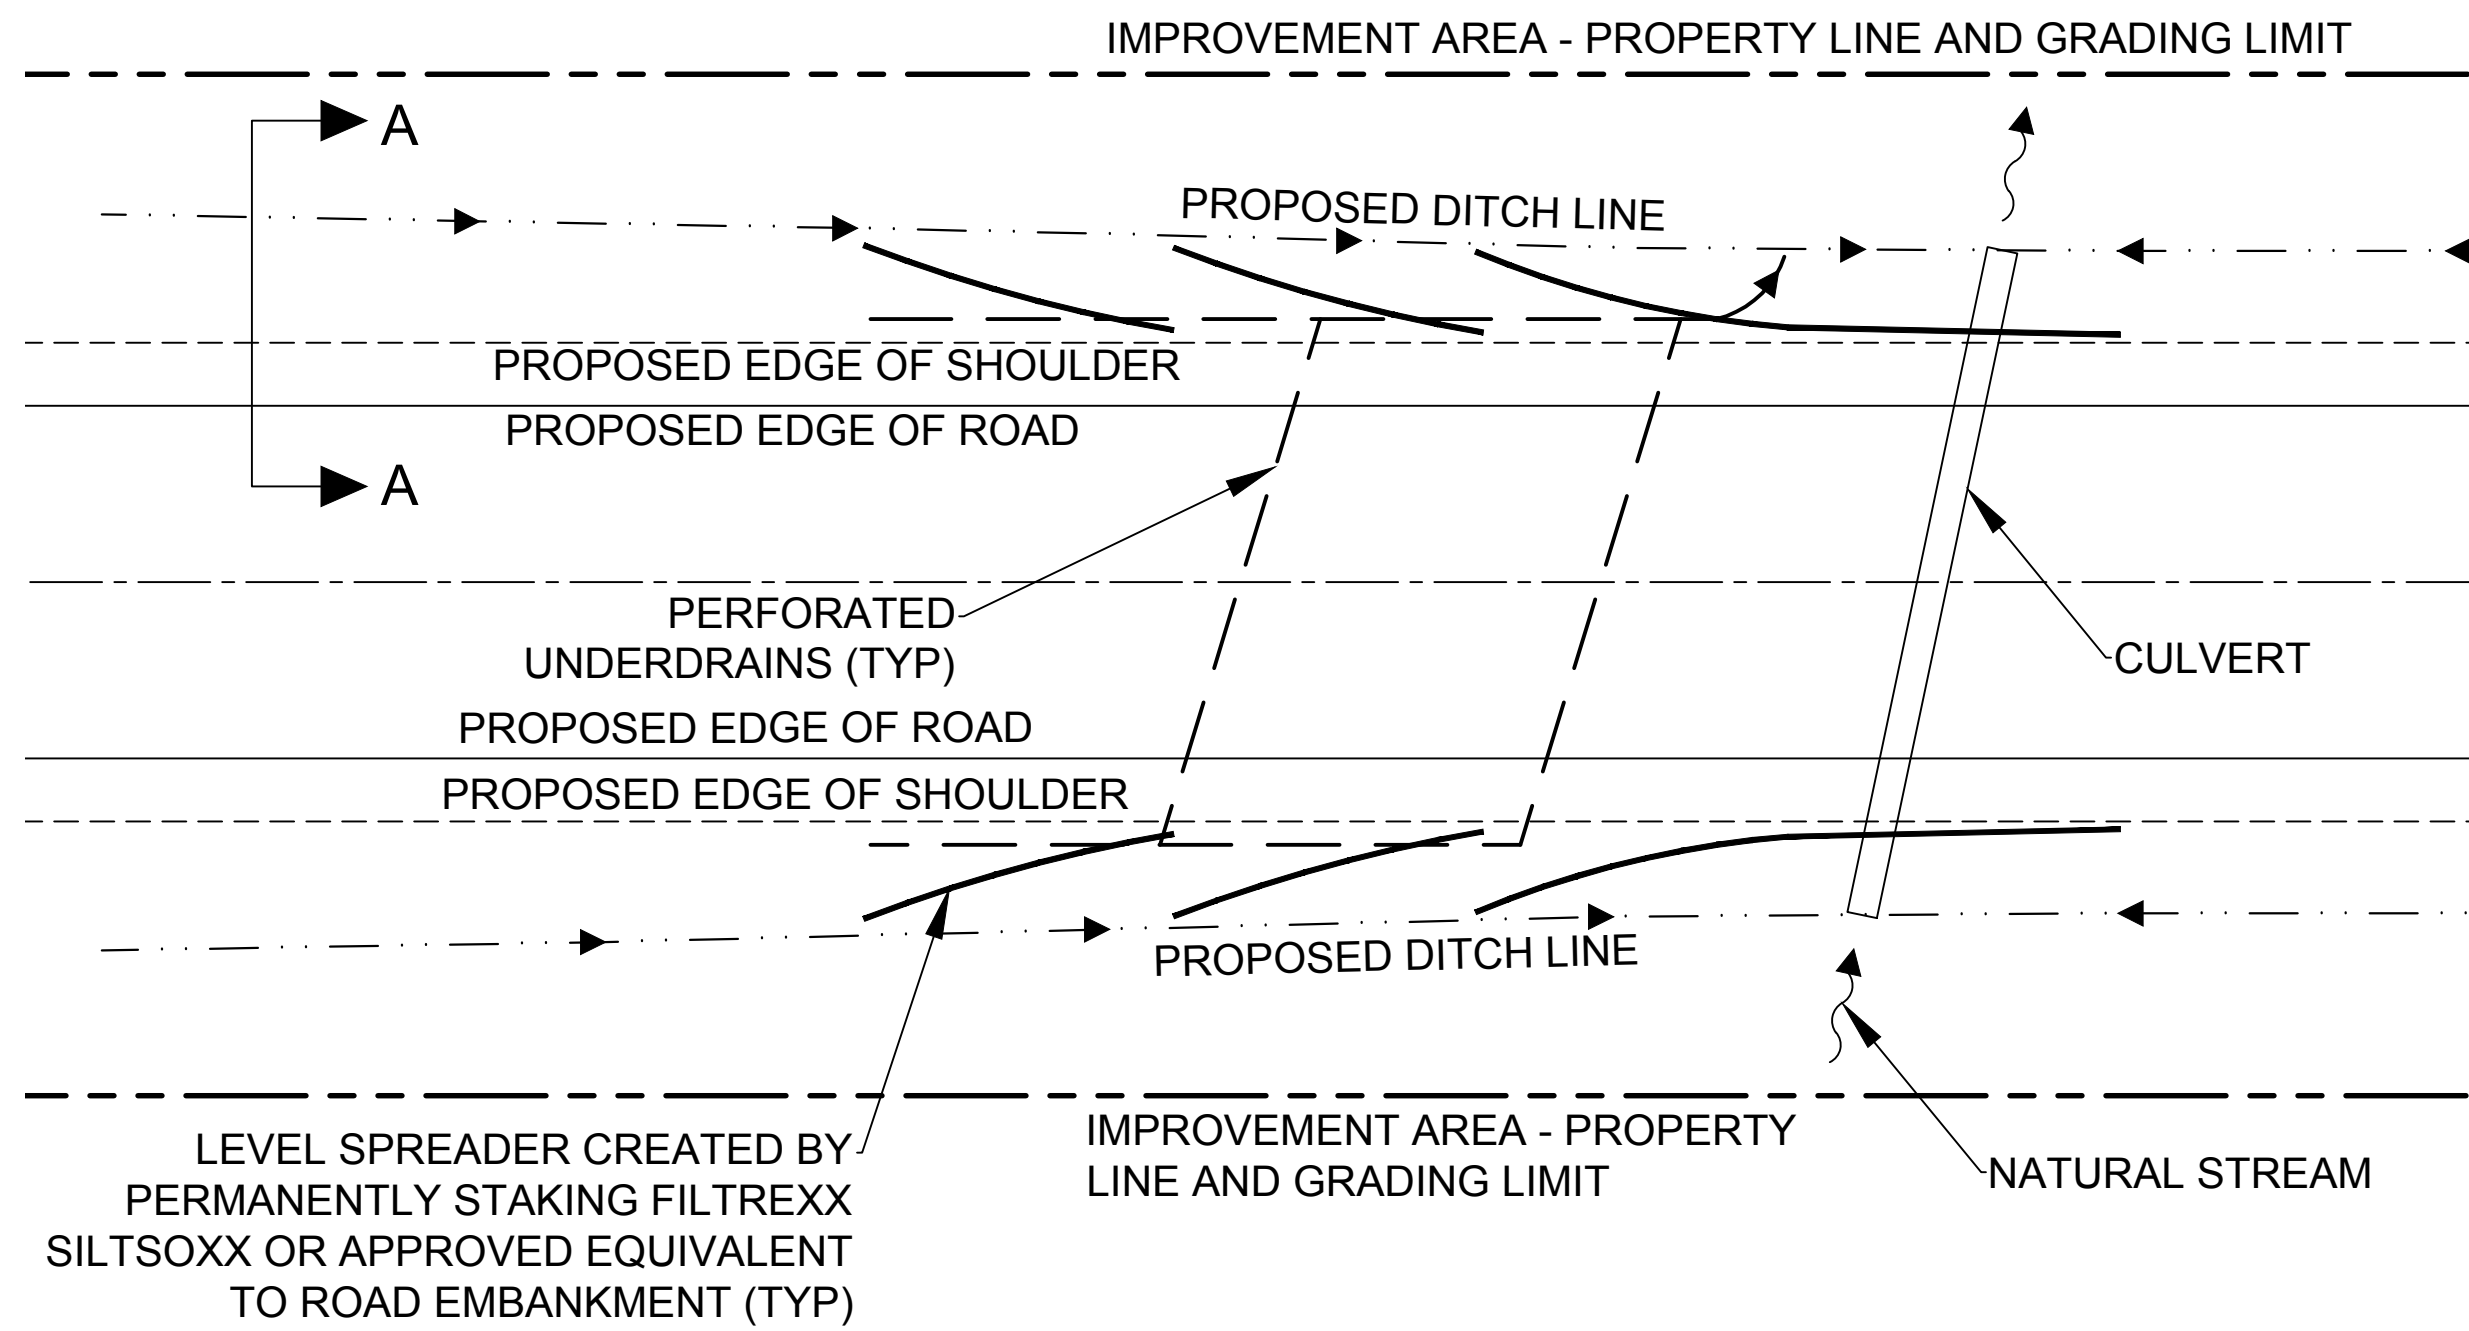 IMPROVEMENT AREA - PROPERTY LINE AND GRADING LIMIT
A
PROPOSED DITCH LINE
PROPOSED EDGE OF SHOULDER
PROPOSED EDGE OF ROAD
A
PERFORATED
UNDERDRAINS (TYP)
CULVERT
PROPOSED EDGE OF ROAD
PROPOSED EDGE OF SHOULDER
PROPOSED DITCH LINE
LEVEL SPREADER CREATED BY
PERMANENTLY STAKING FILTREXX
SILTSOXX OR APPROVED EQUIVALENT
TO ROAD EMBANKMENT (TYP)
IMPROVEMENT AREA - PROPERTY
LINE AND GRADING LIMIT
NATURAL STREAM